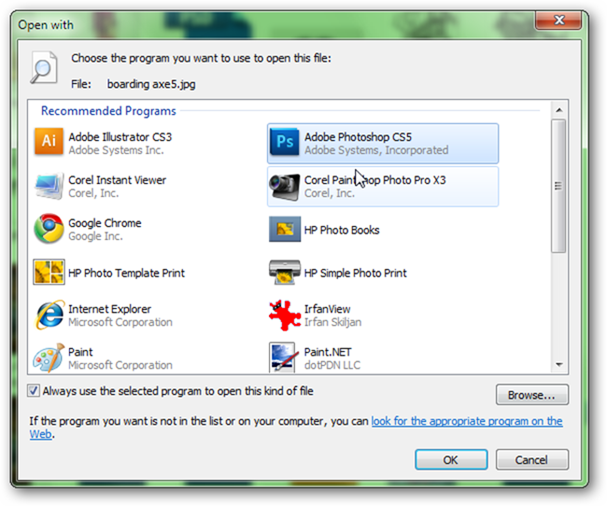 Open with
Choose the program you want to use to open this file:
File: boarding axe5.jpg
Recommended Programs
Ai
Adobe Illustrator CS3
Adobe Systems Inc.
Ps
Adobe Photoshop CS5
Adobe Systems, Incorporated
Corel Instant Viewer
Corel, Inc.
Corel PaintShop Photo Pro X3
Corel, Inc.
Google Chrome
Google Inc.
HP Photo Books
HP Photo Template Print
HP Simple Photo Print
Internet Explorer
Microsoft Corporation
IrfanView
Irfan Skiljan
Paint
Microsoft Corporation
Paint.NET
dotPDN LLC
Always use the selected program to open this kind of file
Browse...
If the program you want is not in the list or on your computer, you can look for the appropriate program on the
Web.
OK
Cancel